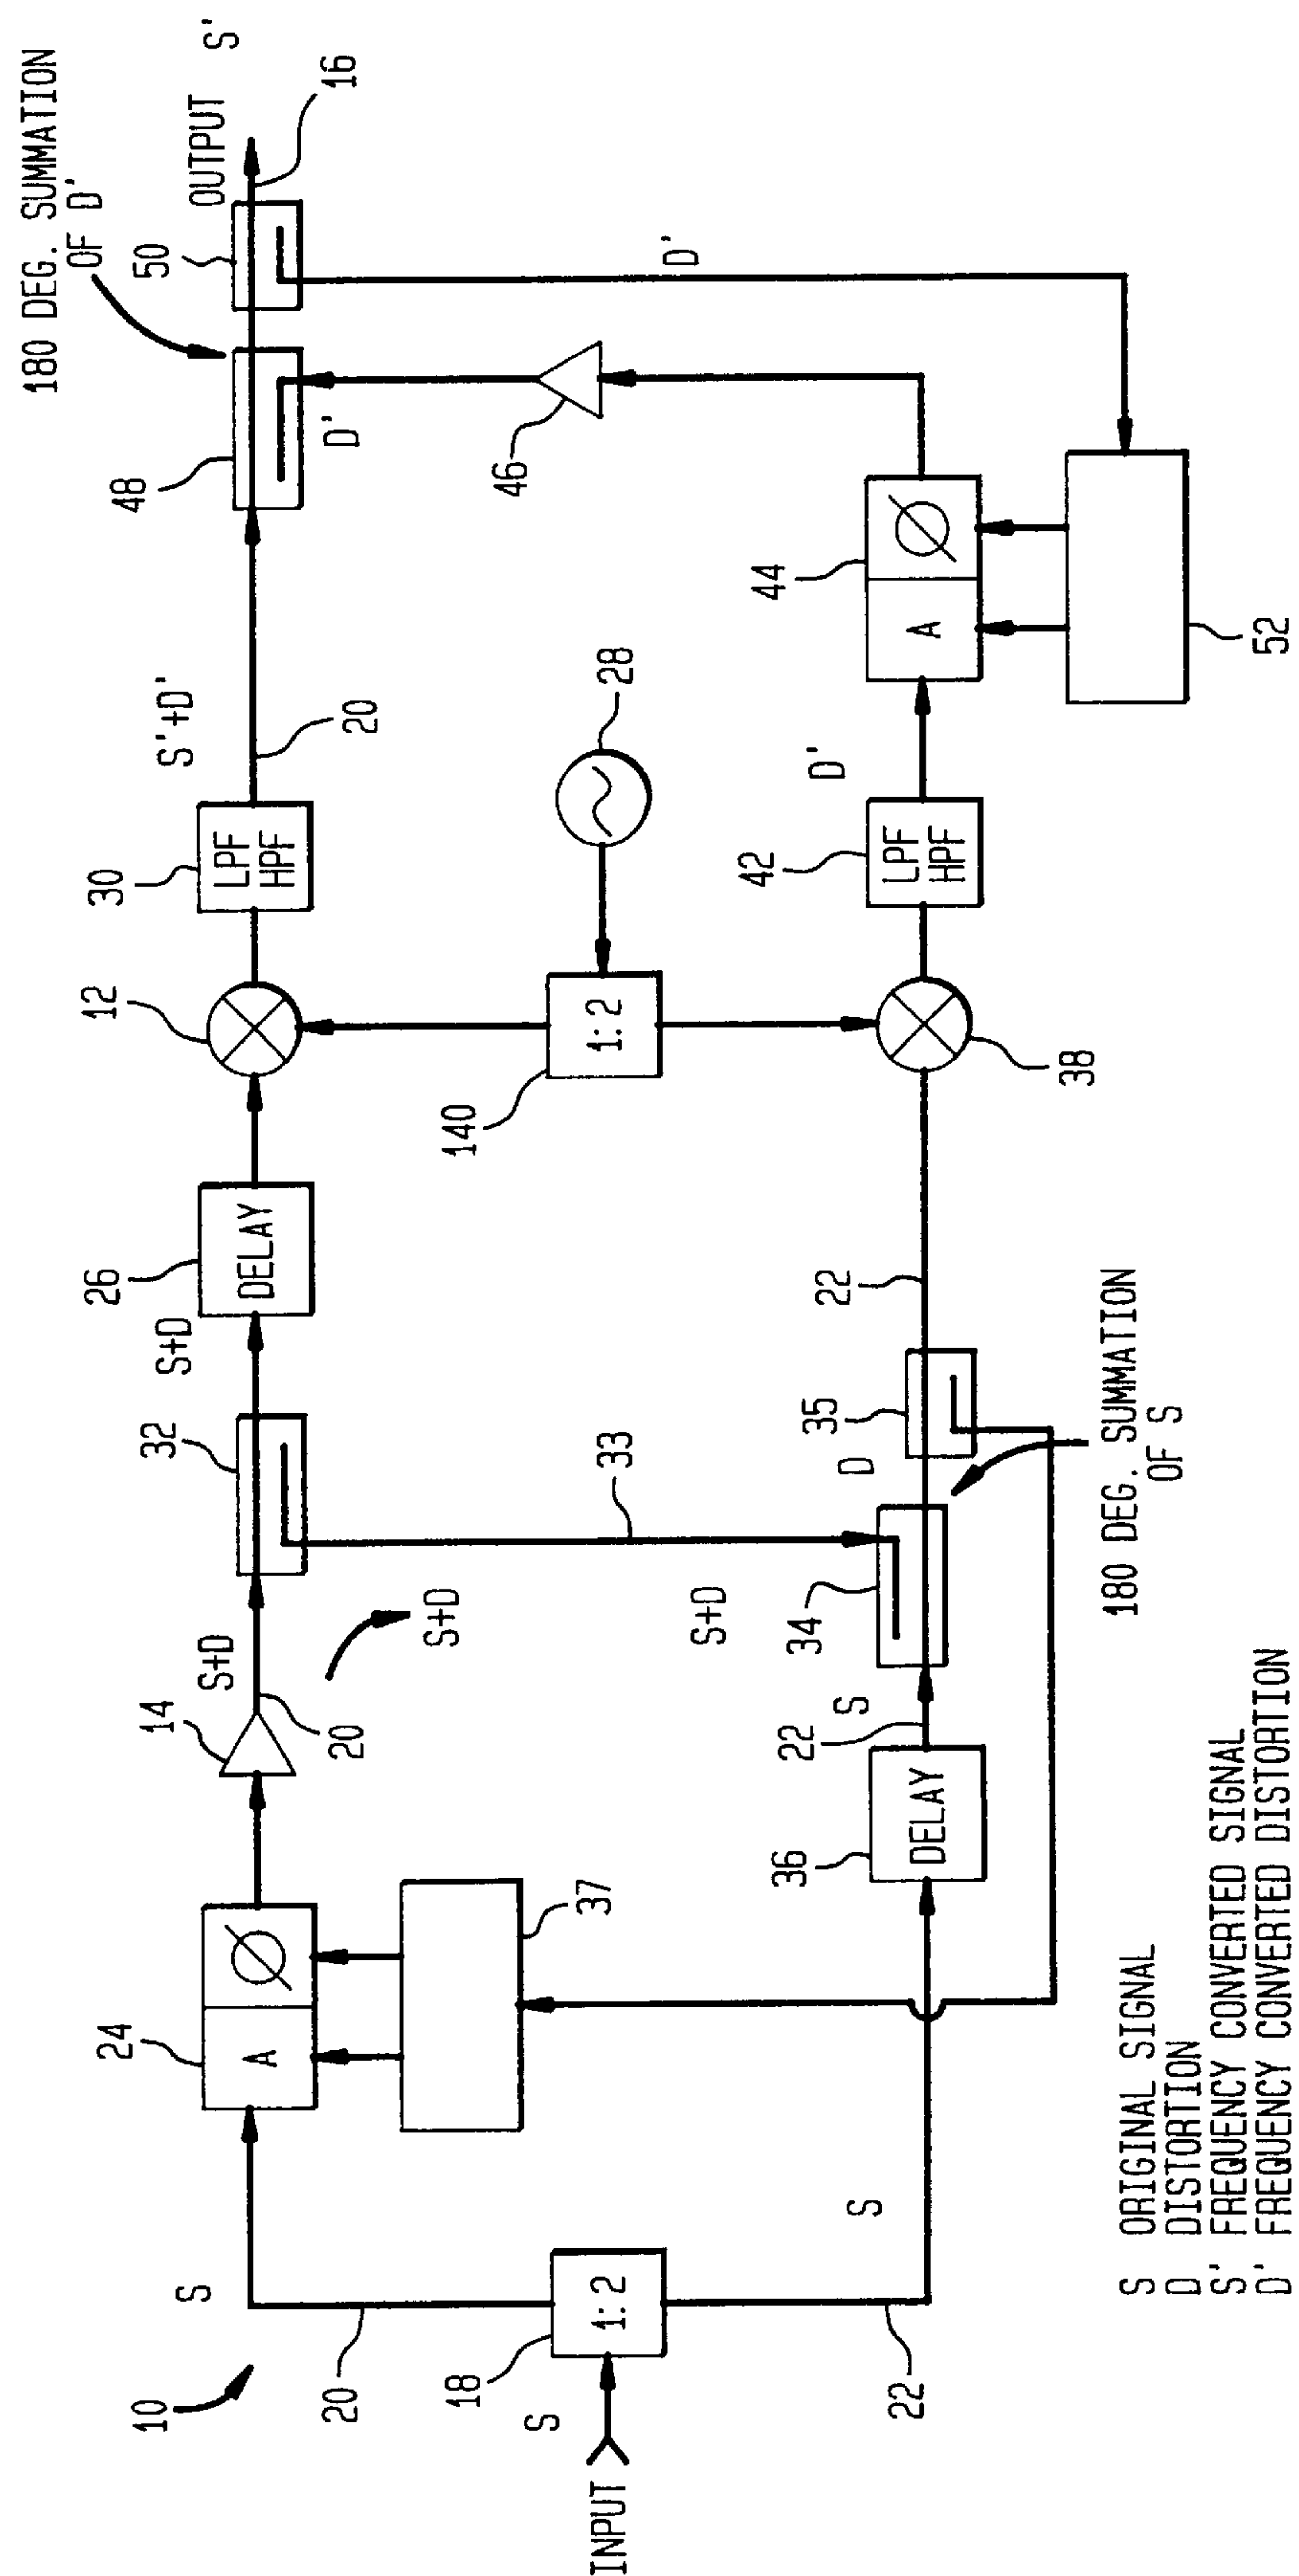 180 DEG. SUMMATION
OF D'
OUTPUT S'
16
50
48
D'
D'
46
S'+D'
20
30
LPF
HPF
12
28
1:2
140
26
DELAY
S+D
32
33
S+D
S+D
S+D
14
20
24
A
Ø
37
S
20
10
INPUT
S
18
1:2
22
S
36
DELAY
22
S
34
D
35
22
180 DEG. SUMMATION
OF S
38
42
LPF
HPF
D'
44
A
Ø
52
S ORIGINAL SIGNAL
D DISTORTION
S' FREQUENCY CONVERTED SIGNAL
D' FREQUENCY CONVERTED DISTORTION